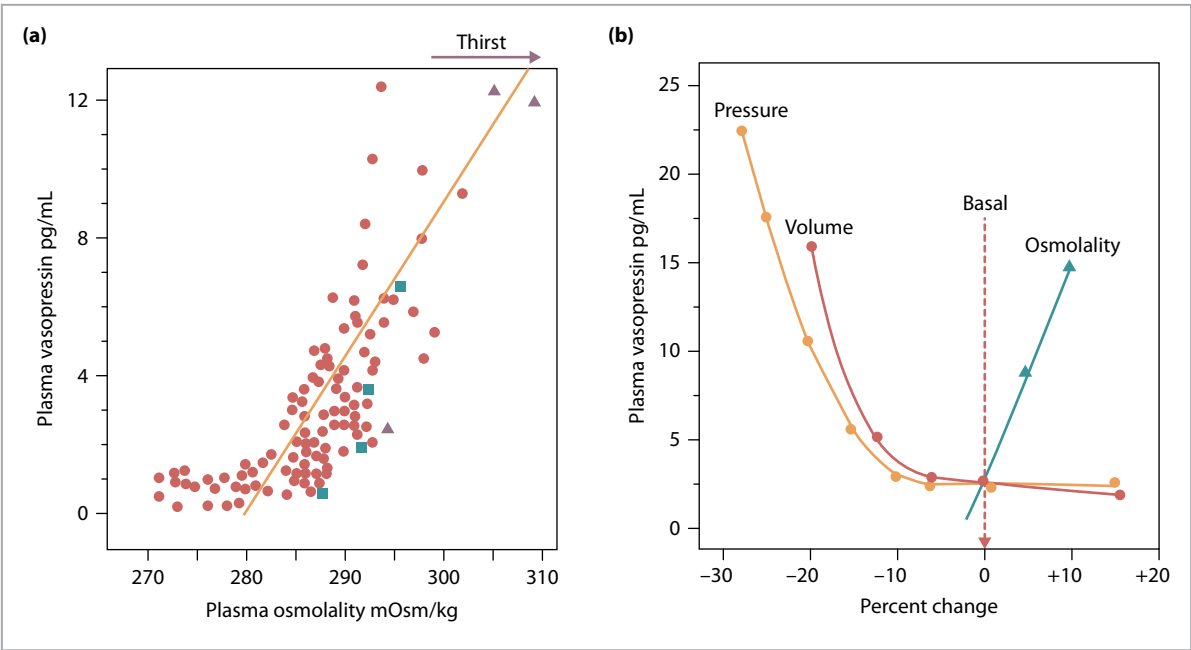 (a)
Thirst
12
8
4
0
Plasma vasopressin pg/mL
270 280 290 300 310
Plasma osmolality mOsm/kg
(b)
25
20
15
10
5
0
Plasma vasopressin pg/mL
Pressure
Volume
Basal
Osmolality
–30 –20 –10 0 +10 +20
Percent change